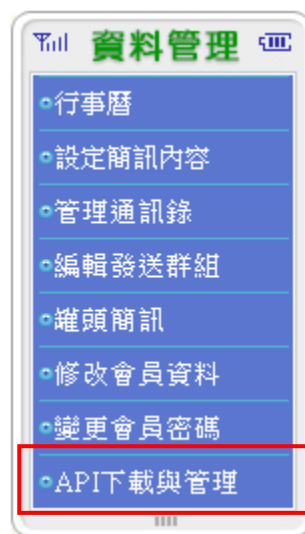 資料管理
行事曆
設定簡訊內容
管理通訊錄
編輯發送群組
罐頭簡訊
修改會員資料
變更會員密碼
API下載與管理